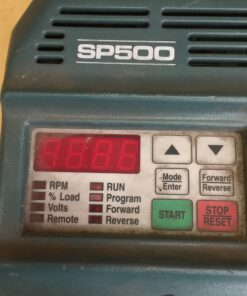 SP500
Mode
Enter
Forward
Reverse
RPM
RUN
% Load
Program
Volts
Forward
Remote
Reverse
START
STOP
RESET